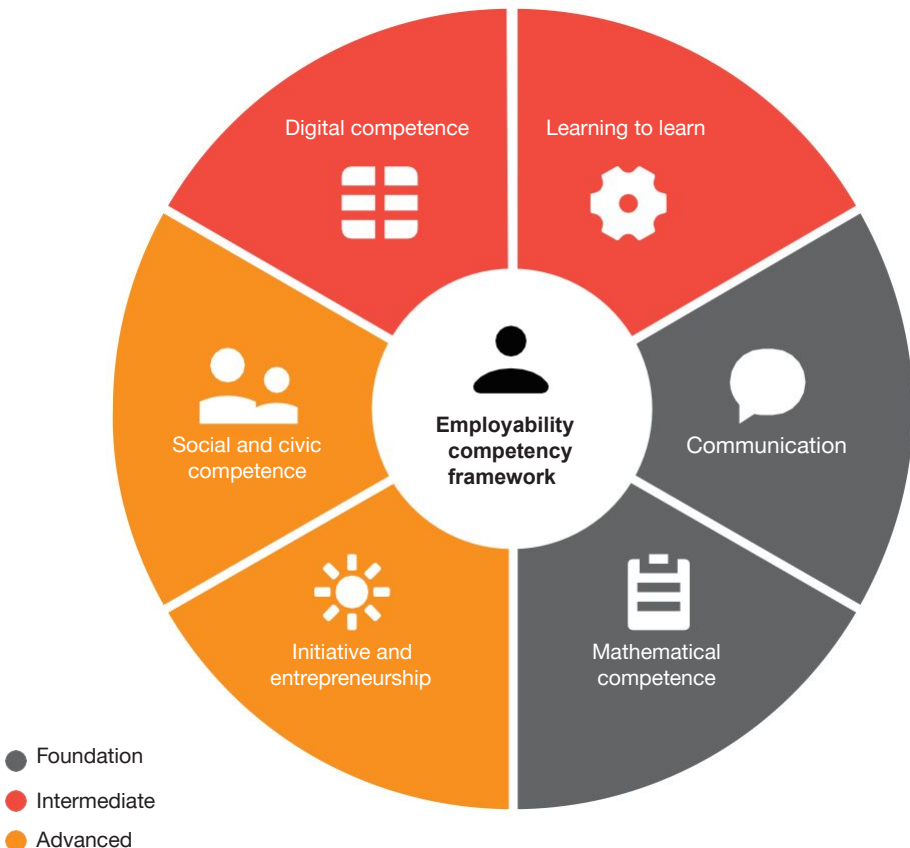 Digital competence
Learning to learn
Employability
competency
framework
Social and civic
competence
Communication
Initiative and
entrepreneurship
Mathematical
competence
Foundation
Intermediate
Advanced